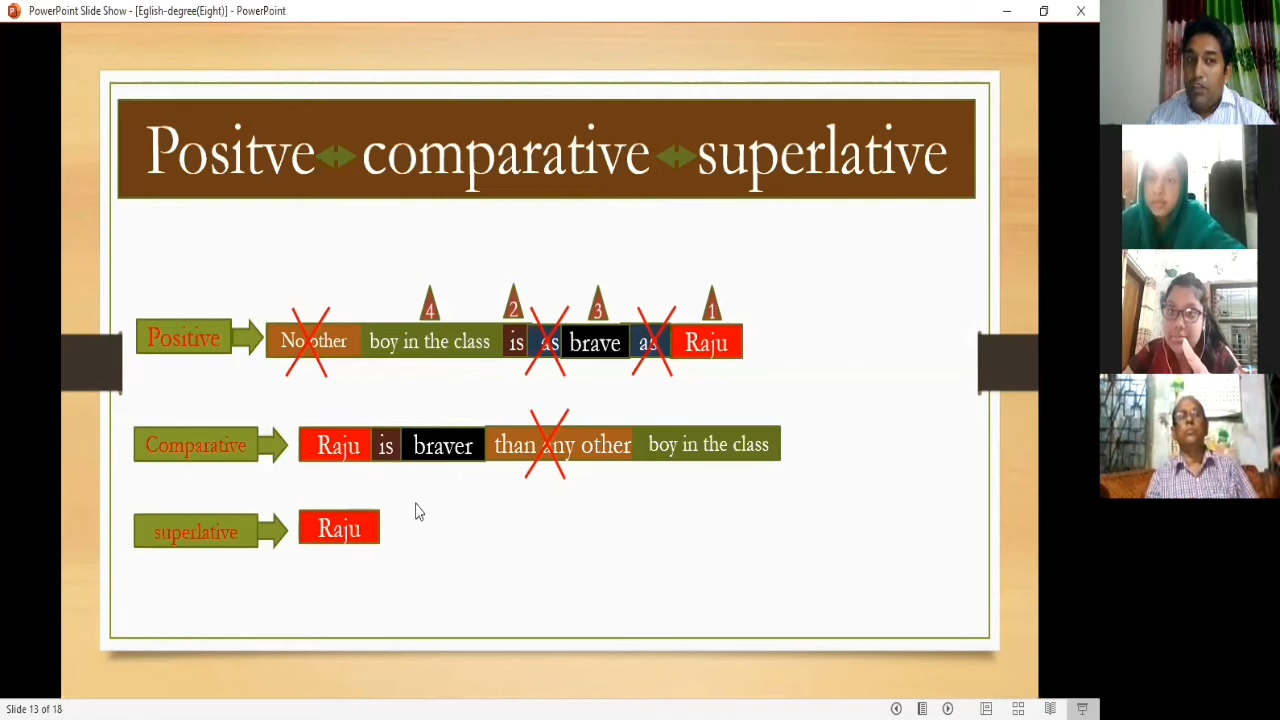 PowerPoint Slide Show - [Eglish-degree(Eight)] - PowerPoint
Positve comparative superlative
4 2 3 1
Positive No other boy in the class is as brave as Raju
Comparative Raju is braver than any other boy in the class
superlative Raju
Slide 13 of 18